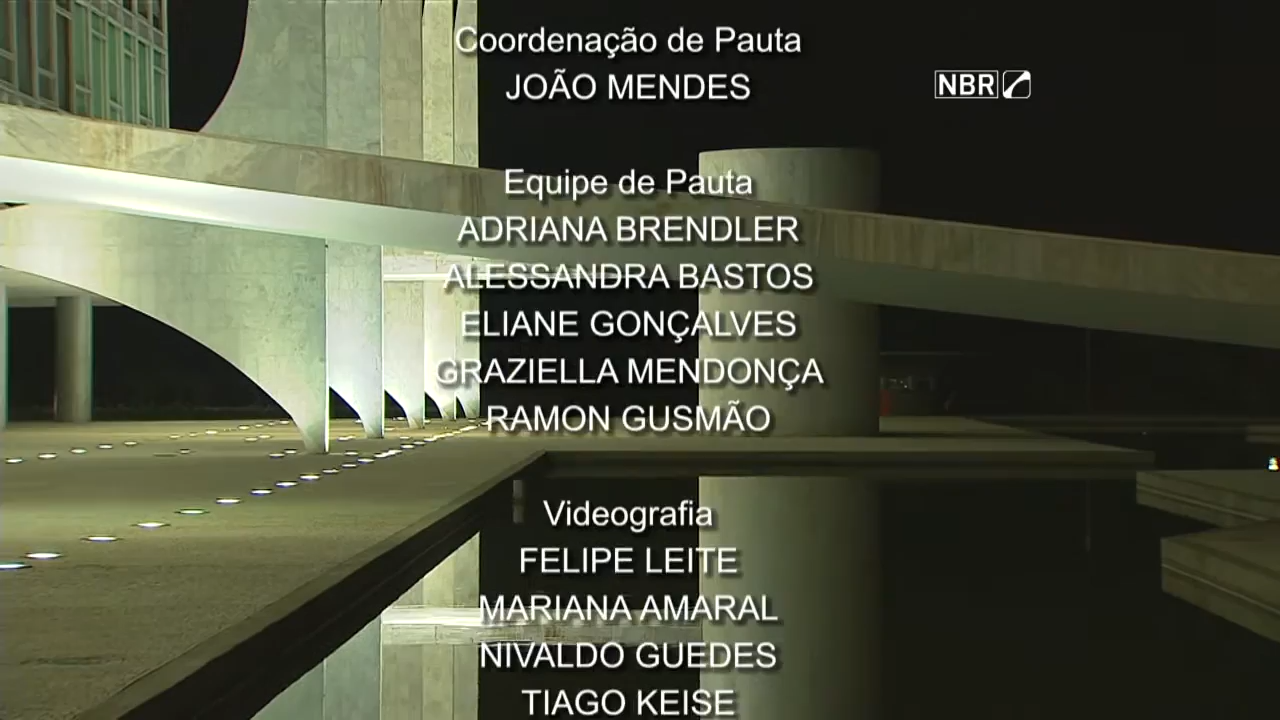 Coordenação de Pauta
JOÃO MENDES
NBR
Equipe de Pauta
ADRIANA BRENDLER
ALESSANDRA BASTOS
ELIANE GONÇALVES
GRAZIELLA MENDONÇA
RAMON GUSMÃO
Videografia
FELIPE LEITE
MARIANA AMARAL
NIVALDO GUEDES
TIAGO KEISE